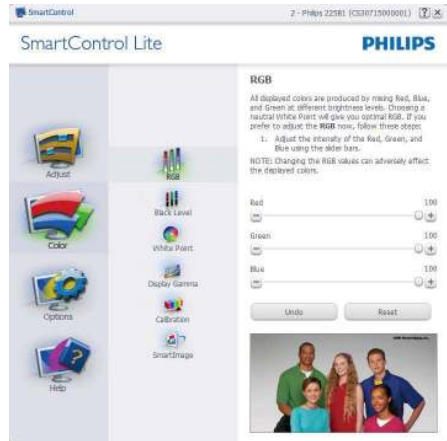 SmartControl
2 - Philips 225B1 (CS30715000001)
SmartControl Lite
PHILIPS
Adjust
Color
Options
Help
RGB
Black Level
White Point
Display Gamma
Calibration
SmartImage
RGB
All displayed colors are produced by mixing Red, Blue,
and Green at different brightness levels. Choosing a
neutral White Point will give you optimal RGB. If you
prefer to adjust the RGB now, follow these steps:
1. Adjust the intensity of the Red, Green, and
Blue using the slider bars.
NOTE: Changing the RGB values can adversely effect
the displayed colors.
Red 100
Green 100
Blue 100
Undo
Reset